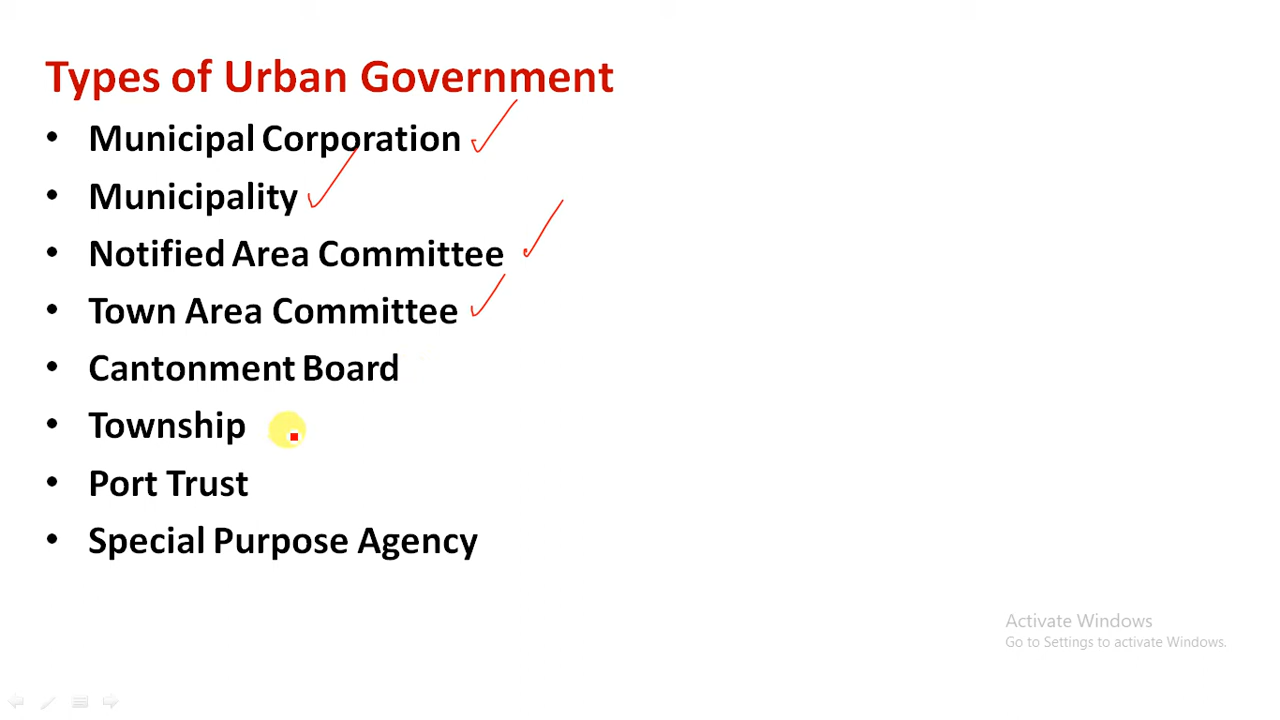 Types of Urban Government
• Municipal Corporation
• Municipality
• Notified Area Committee
• Town Area Committee
• Cantonment Board
• Township
• Port Trust
• Special Purpose Agency
Activate Windows
Go to Settings to activate Windows.